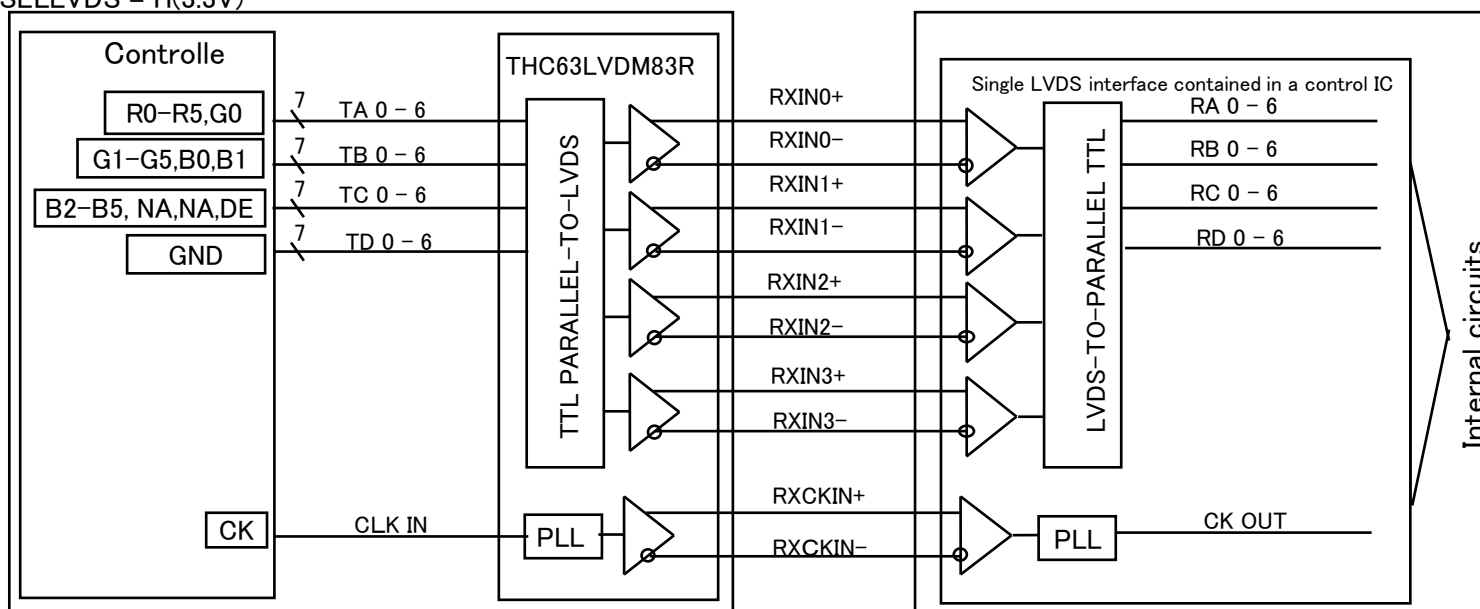 SELLVDS = H(3.3V)
Controlle
THC63LVDM83R
Single LVDS interface contained in a control IC
R0-R5,G0
7
TA 0 - 6
RXIN0+
RA 0 - 6
G1-G5,B0,B1
7
TB 0 - 6
RXIN0-
RB 0 - 6
B2-B5, NA,NA,DE
7
TC 0 - 6
RXIN1+
RC 0 - 6
GND
7
TD 0 - 6
RXIN1-
RD 0 - 6
TTL PARALLEL-TO-LVDS
RXIN2+
RXIN2-
RXIN3+
RXIN3-
LVDS-TO-PARALLEL TTL
Internal circuits
CK
CLK IN
PLL
RXCKIN+
RXCKIN-
PLL
CK OUT